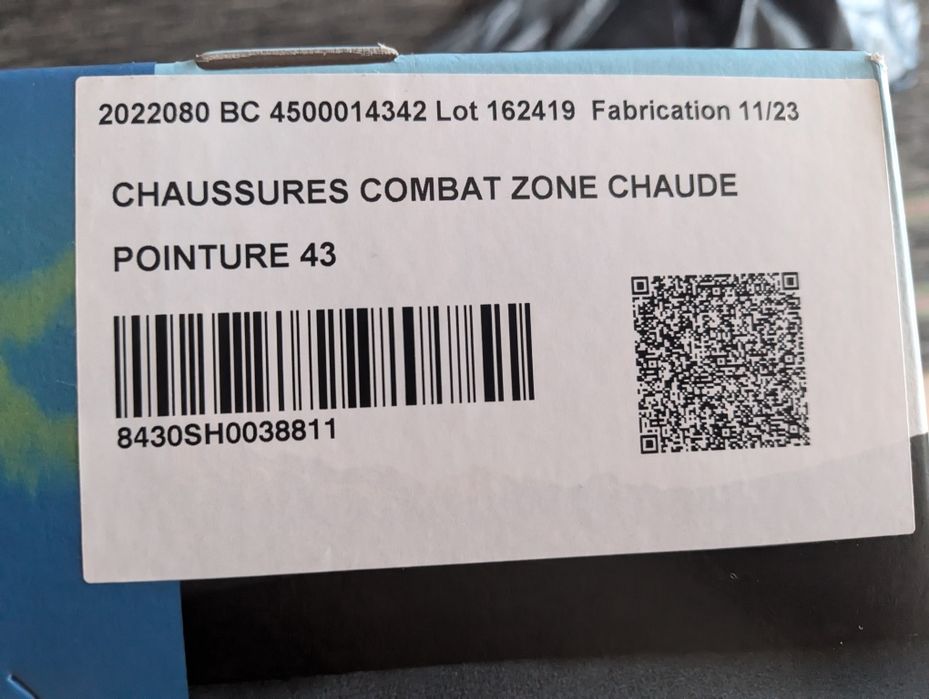 2022080 BC 4500014342 Lot 162419 Fabrication 11/23
CHAUSSURES COMBAT ZONE CHAUDE
POINTURE 43
8430SH0038811